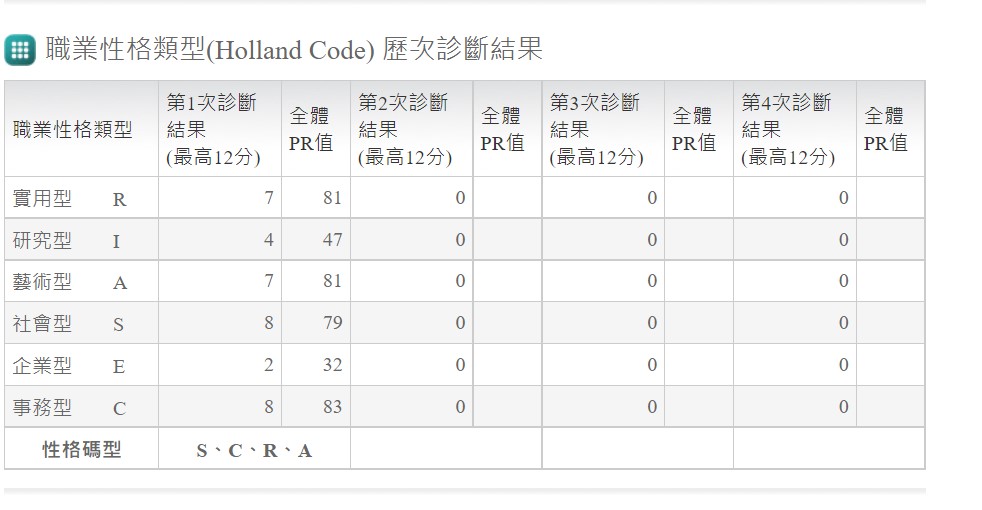 職業性格類型(Holland Code) 歷次診斷結果
職業性格類型 第1次診斷結果(最高12分) 全體PR值 第2次診斷結果(最高12分) 全體PR值 第3次診斷結果(最高12分) 全體PR值 第4次診斷結果(最高12分) 全體PR值
實用型 R 7 81 0 0 0
研究型 I 4 47 0 0 0
藝術型 A 7 81 0 0 0
社會型 S 8 79 0 0 0
企業型 E 2 32 0 0 0
事務型 C 8 83 0 0 0
性格碼型 S、C、R、A